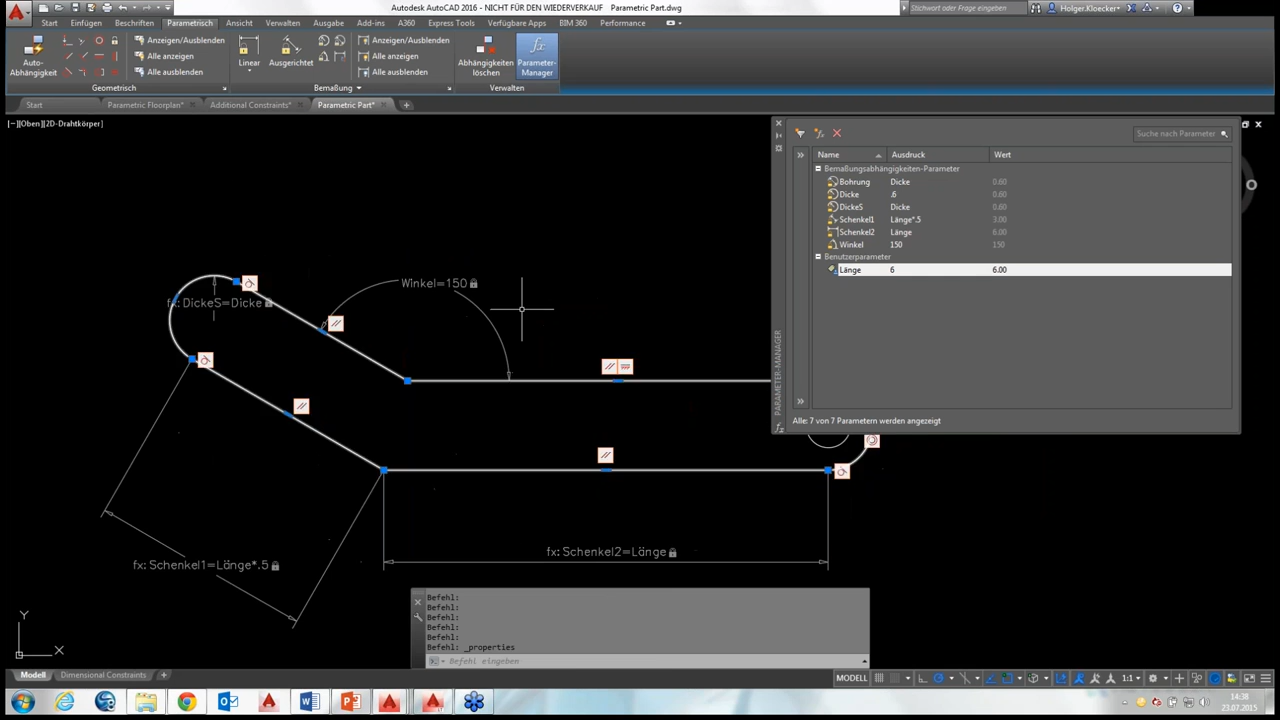 Autodesk AutoCAD 2016 - NICHT FÜR DEN WIEDERVERKAUF Parametric Part.dwg
Stichwort oder Frage eingeben
Holger.Kloecker
Start Einfügen Beschriften Parametrisch Ansicht Verwalten Ausgabe Add-ins A360 Express Tools Verfügbare Apps BIM 360 Performance
Auto-Abhängigkeit
Anzeigen/Ausblenden
Alle anzeigen
Alle ausblenden
Linear
Ausgerichtet
Anzeigen/Ausblenden
Alle anzeigen
Alle ausblenden
Abhängigkeiten löschen
fx
Parameter-Manager
Geometrisch
Bemaßung
Verwalten
Start Parametric Floorplan* Additional Constraints* Parametric Part*
[−][Oben][2D-Drahtkörper]
Suche nach Parameter
Name Ausdruck Wert
Bemaßungsabhängigkeiten-Parameter
Bohrung Dicke 0.60
Dicke .6 0.60
DickeS Dicke 0.60
Schenkel1 Länge*.5 3.00
Schenkel2 Länge 6.00
Winkel 150 150
Benutzerparameter
Länge 6 6.00
PARAMETER-MANAGER
Alle: 7 von 7 Parametern werden angezeigt
Winkel=150
fx: DickeS=Dicke
fx: Schenkel2=Länge
fx: Schenkel1=Länge*.5
Befehl:
Befehl:
Befehl:
Befehl:
Befehl:
Befehl: _properties
Befehl eingeben
Y
X
Modell Dimensional Constraints
MODELL
1:1
14:38
23.07.2015